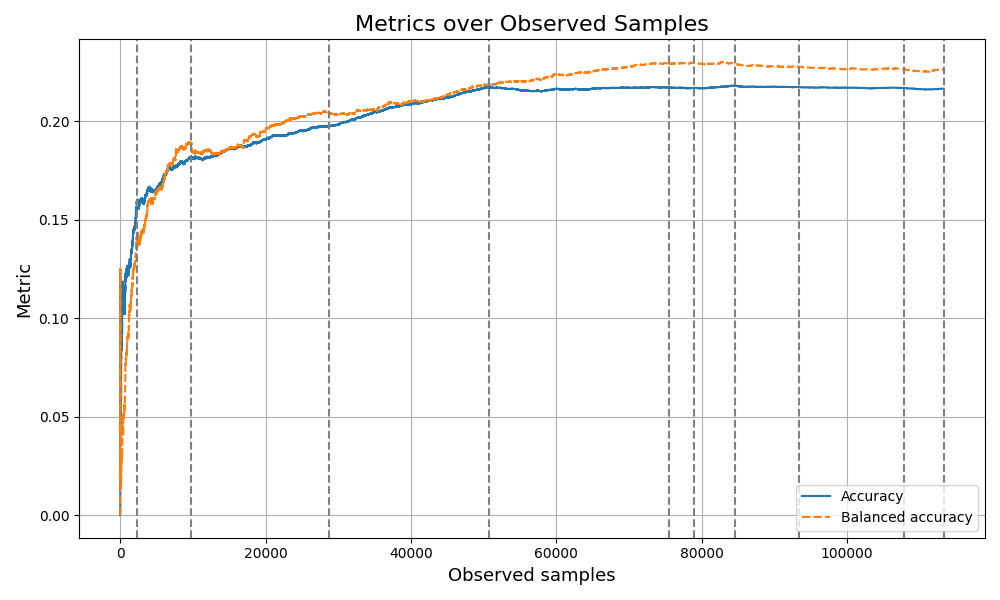 Metrics over Observed Samples
Metric
0.20
0.15
0.10
0.05
0.00
0
20000
40000
60000
80000
100000
Observed samples
Accuracy
Balanced accuracy